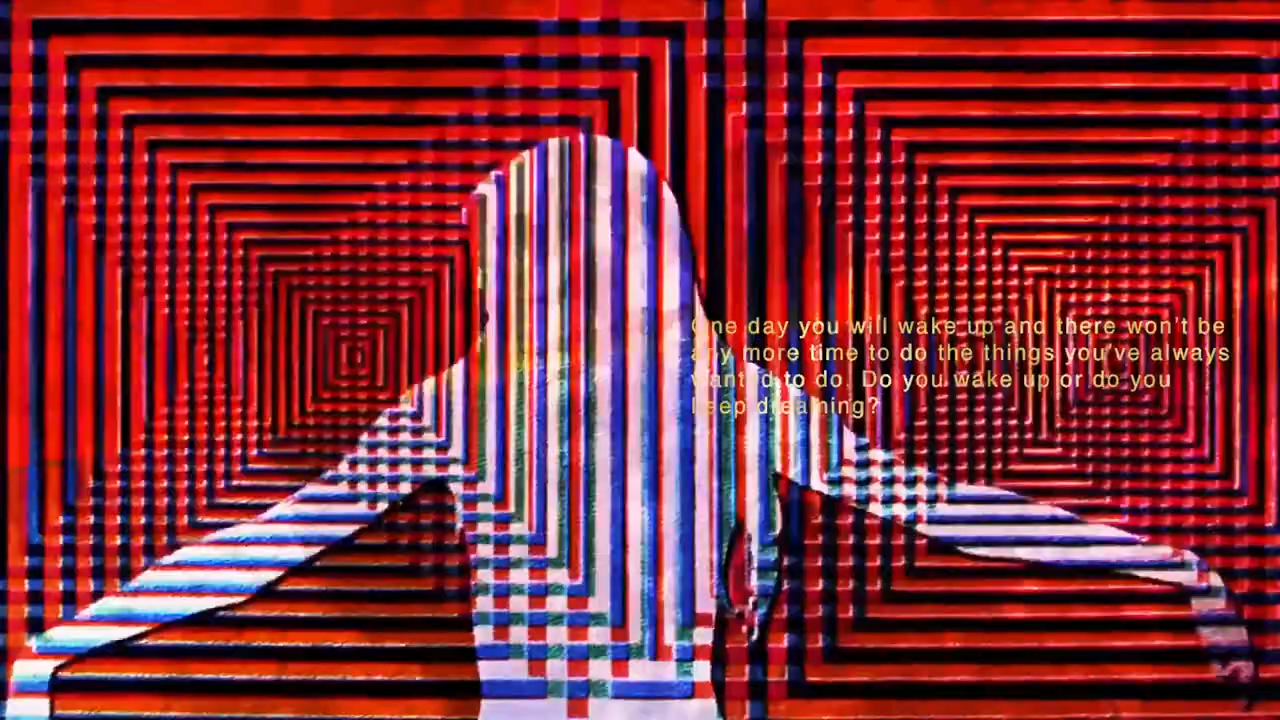 One day you will wake up and there won't be
any more time to do the things you've always
wanted to do. Do you wake up or do you
keep dreaming?